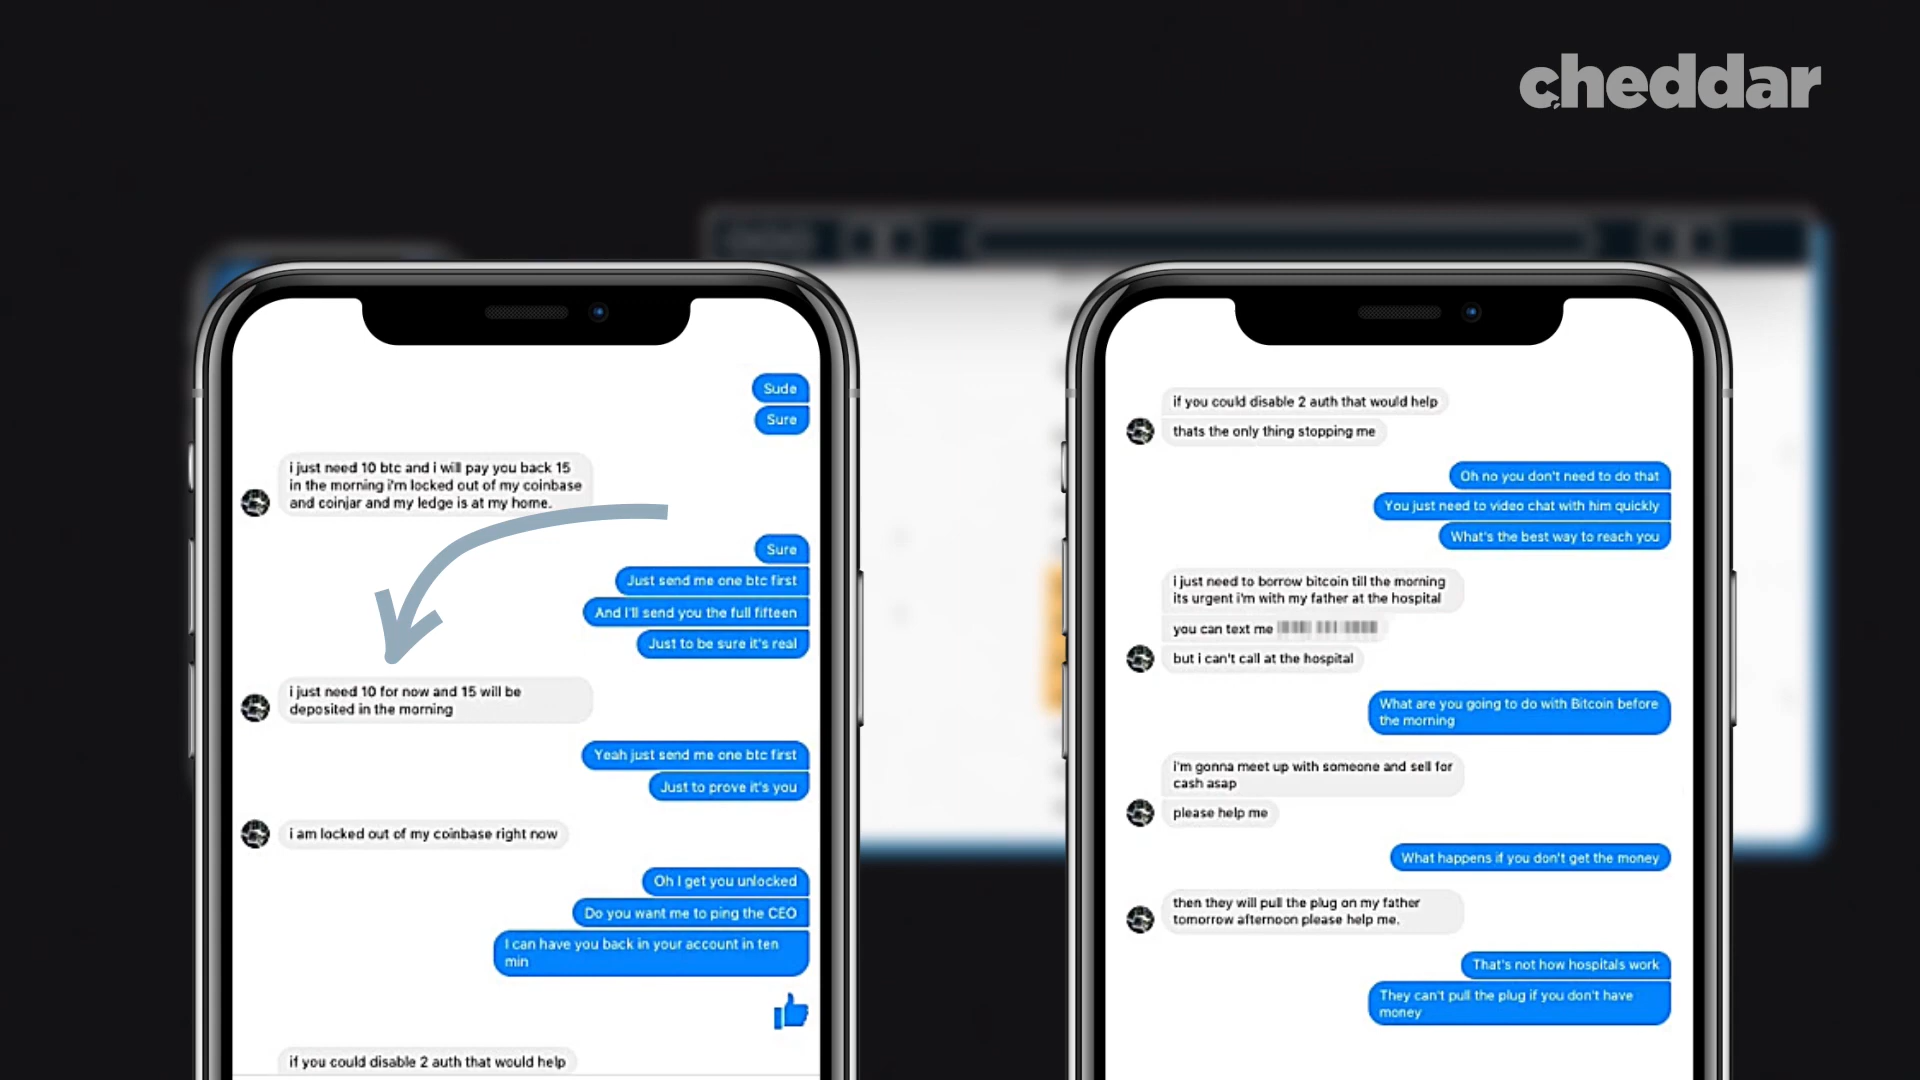 cheddar
Sude
Sure
i just need 10 btc and i will pay you back 15
in the morning i'm locked out of my coinbase
and coinjar and my ledge is at my home.
Sure
Just send me one btc first
And I'll send you the full fifteen
Just to be sure it's real
i just need 10 for now and 15 will be
deposited in the morning
Yeah just send me one btc first
Just to prove it's you
i am locked out of my coinbase right now
Oh I get you unlocked
Do you want me to ping the CEO
I can have you back in your account in ten
min
if you could disable 2 auth that would help
if you could disable 2 auth that would help
thats the only thing stopping me
Oh no you don't need to do that
You just need to video chat with him quickly
What's the best way to reach you
i just need to borrow bitcoin till the morning
its urgent i'm with my father at the hospital
you can text me
but i can't call at the hospital
What are you going to do with Bitcoin before
the morning
i'm gonna meet up with someone and sell for
cash asap
please help me
What happens if you don't get the money
then they will pull the plug on my father
tomorrow afternoon please help me.
That's not how hospitals work
They can't pull the plug if you don't have
money